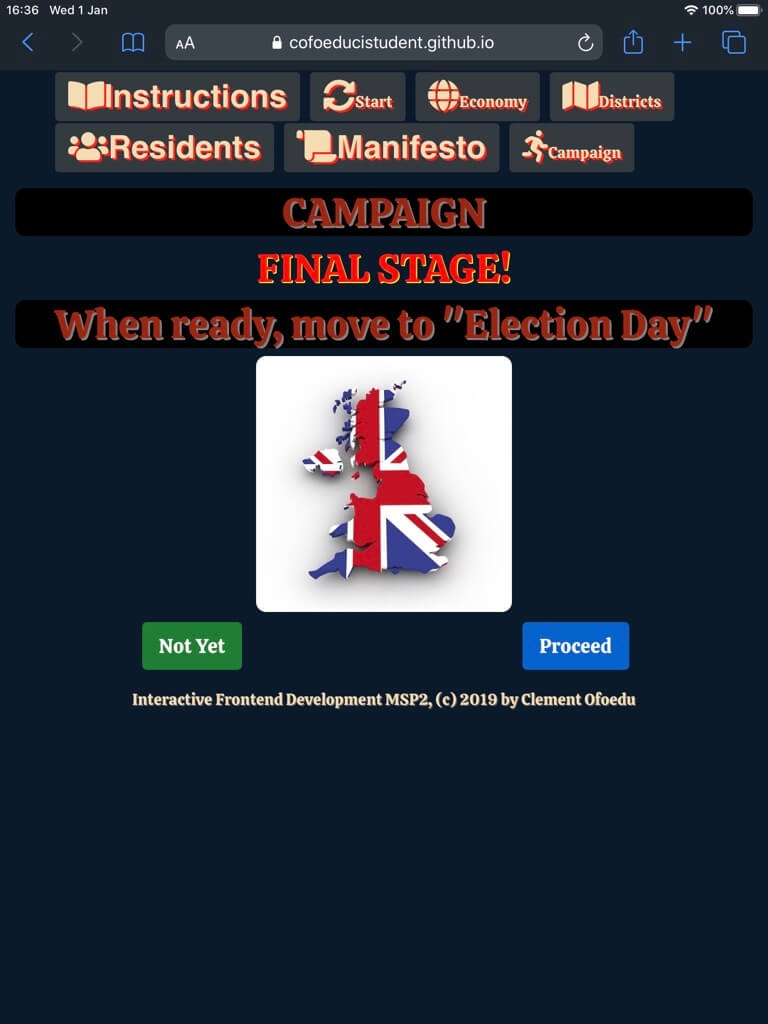 16:36 Wed 1 Jan 100%
AA cofoeducistudent.github.io
Instructions Start Economy Districts
Residents Manifesto Campaign
CAMPAIGN
FINAL STAGE!
When ready, move to "Election Day"
Not Yet Proceed
Interactive Frontend Development MSP2, (c) 2019 by Clement Ofoedu